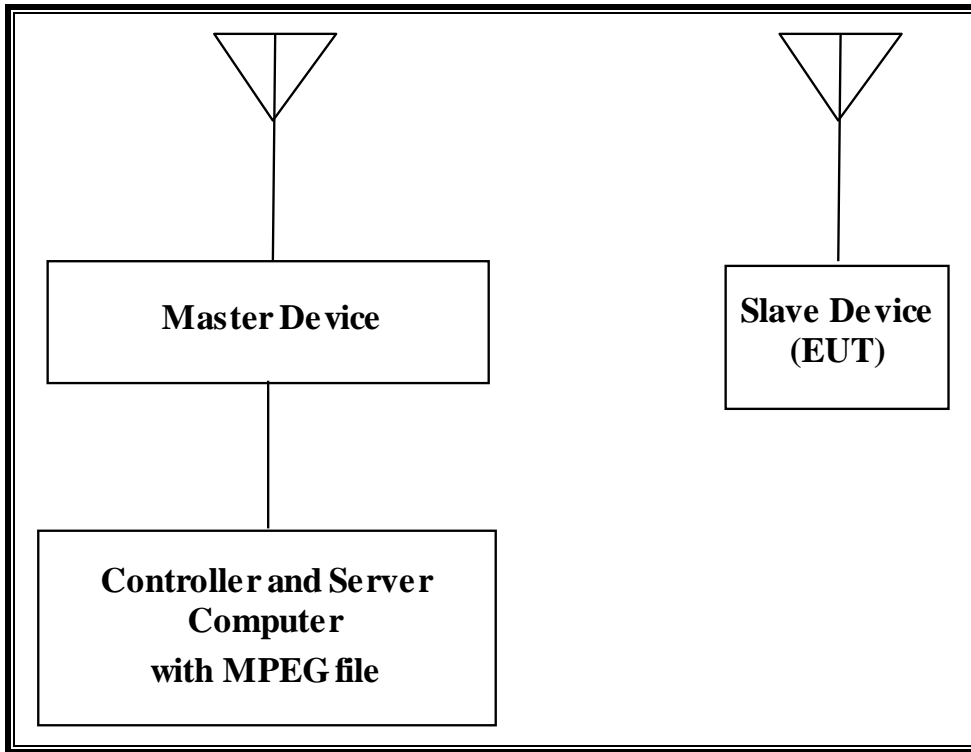 Master Device
Slave Device
(EUT)
Controller and Server
Computer
with MPEG file